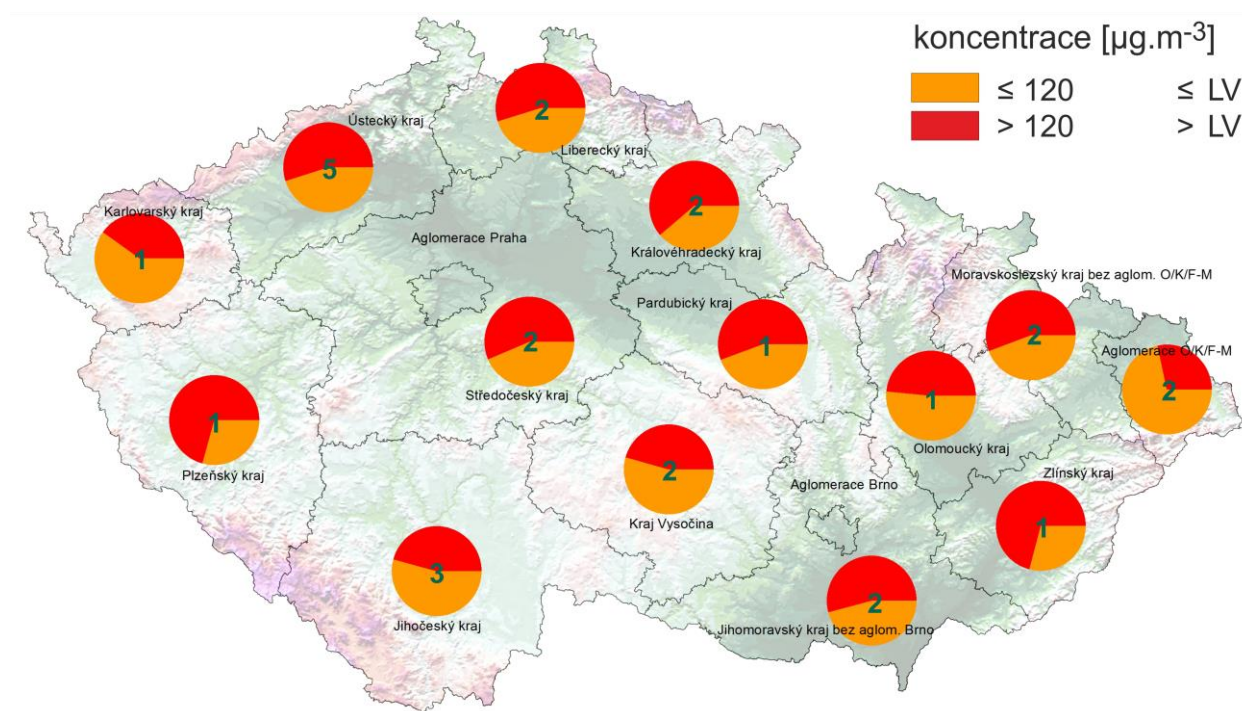 koncentrace [µg.m-3]
≤ 120 ≤ LV
> 120 > LV
2
Ústecký kraj
Liberecký kraj
5
2
Karlovarský kraj
Aglomerace Praha
Královéhradecký kraj
1
Moravskoslezský kraj bez aglom. O/K/F-M
Pardubický kraj
2
2
1
Aglomerace O/K/F-M
Středočeský kraj
1
2
1
Olomoucký kraj
Plzeňský kraj
2
Zlínský kraj
Aglomerace Brno
Kraj Vysočina
1
3
2
Jihočeský kraj
Jihomoravský kraj bez aglom. Brno